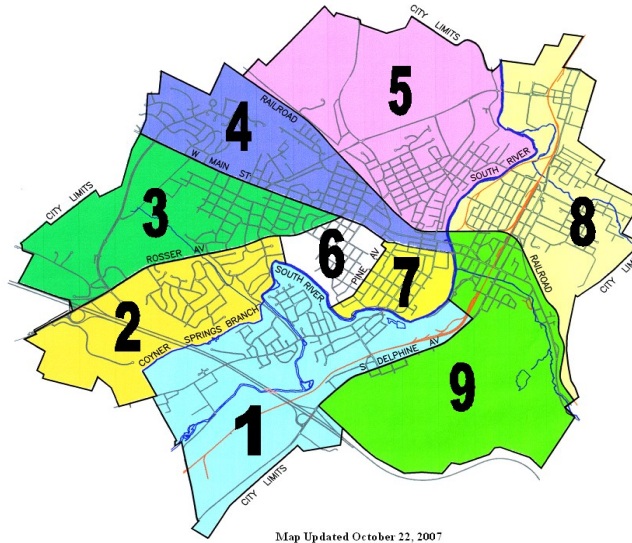 CITY LIMITS
5
RAILROAD
4
W MAIN ST
SOUTH RIVER
CITY LIMITS
3
8
ROSSER AV
6
PINE AV
SOUTH RIVER
7
RAILROAD
CITY LIM
2
COYNER SPRINGS BRANCH
S DELPHINE AV
9
1
CITY LIMITS
Map Updated October 22, 2007